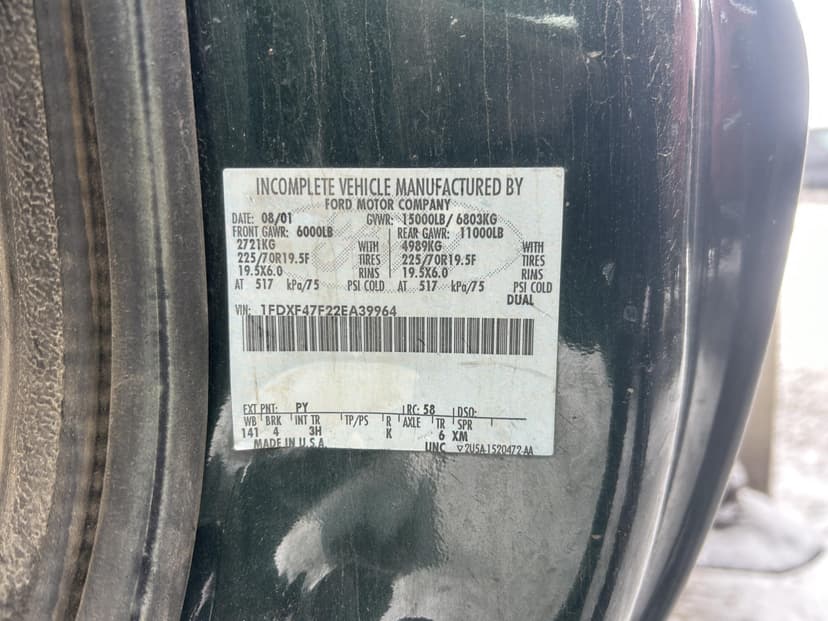 INCOMPLETE VEHICLE MANUFACTURED BY
FORD MOTOR COMPANY
DATE: 08/01 GVWR: 15000LB/ 6803KG
FRONT GAWR: 6000LB REAR GAWR: 11000LB
2721KG WITH 4989KG WITH
225/70R19.5F TIRES 225/70R19.5F TIRES
19.5X6.0 RIMS 19.5X6.0 RIMS
AT 517 kPa/75 PSI COLD AT 517 kPa/75 PSI COLD
DUAL
VIN: 1FDXF47F22EA39964
EXT PNT: PY RC: 58 DSO:
WB BRK INT TR TP/PS R AXLE TR SPR
141 4 3H K 6 XM
MADE IN U.S.A. UNC ▽2U5A-1520472-AA